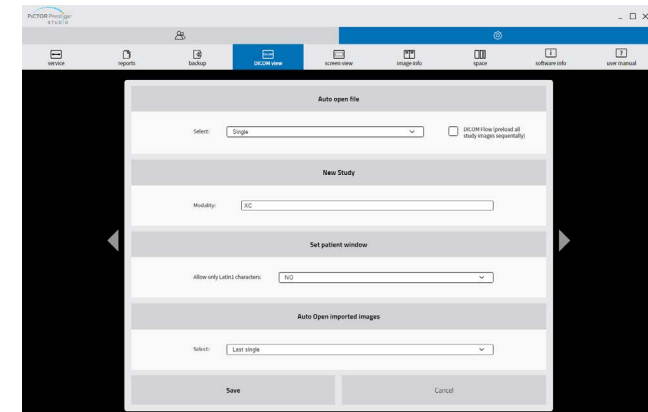 PiCTOR Prestige
STUDIO
service
reports
backup
DICOM view
screen view
image info
space
software info
user manual
Auto open file
Select:
Single
DICOM Flow (preload all
study images sequentally)
New Study
Modality:
XC
Set patient window
Allow only Latin1 characters:
NO
Auto Open imported images
Select:
Last single
Save
Cancel